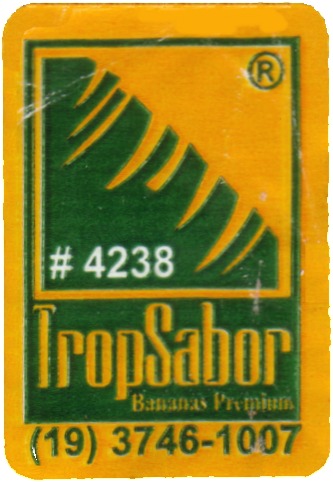 ®
# 4238
TropSabor
Bananas Premium
(19) 3746-1007